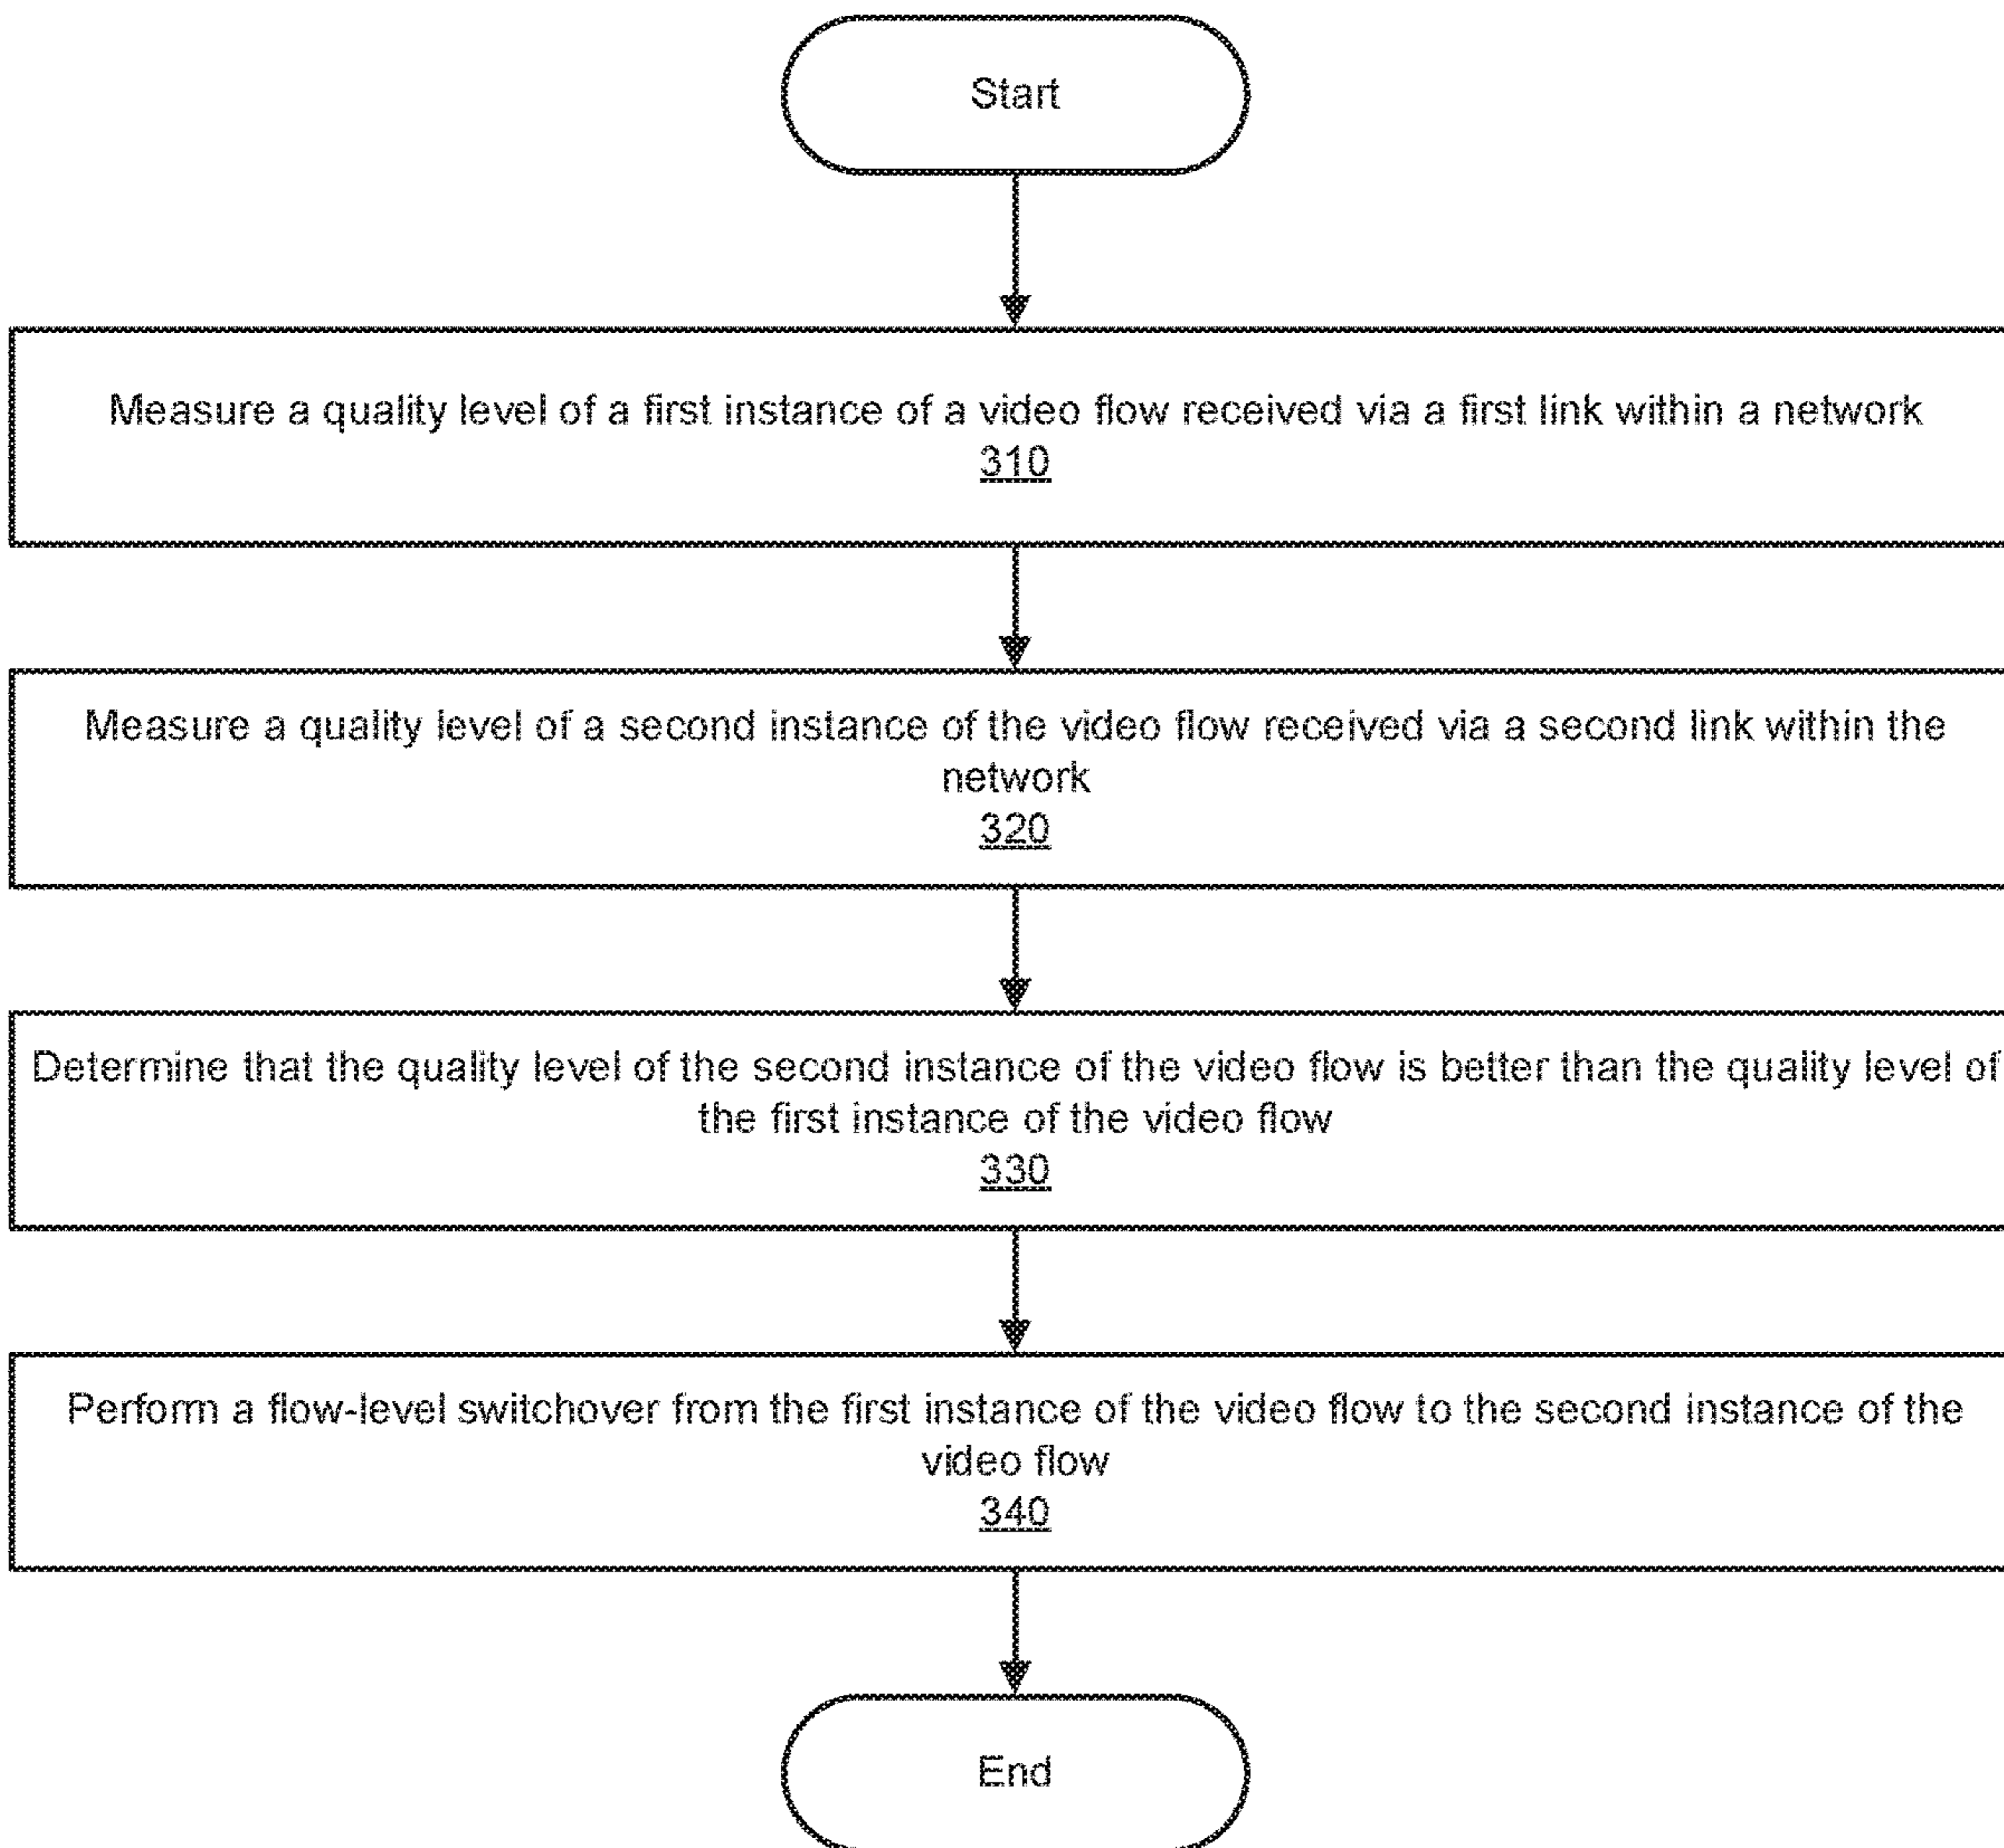 Start
Measure a quality level of a first instance of a video flow received via a first link within a network
310
Measure a quality level of a second instance of the video flow received via a second link within the
network
320
Determine that the quality level of the second instance of the video flow is better than the quality level of
the first instance of the video flow
330
Perform a flow-level switchover from the first instance of the video flow to the second instance of the
video flow
340
End